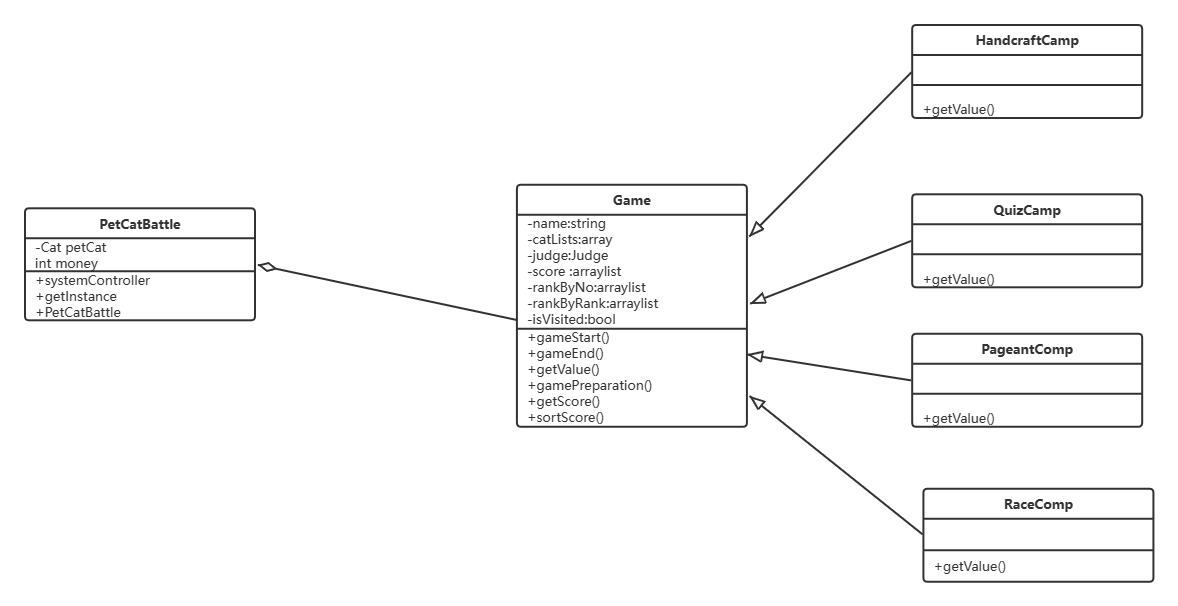 PetCatBattle
-Cat petCat
int money
+systemController
+getInstance
+PetCatBattle
Game
-name:string
-catLists:array
-judge:Judge
-score :arraylist
-rankByNo:arraylist
-rankByRank:arraylist
-isVisited:bool
+gameStart()
+gameEnd()
+getValue()
+gamePreparation()
+getScore()
+sortScore()
HandcraftCamp
+getValue()
QuizCamp
+getValue()
PageantComp
+getValue()
RaceComp
+getValue()